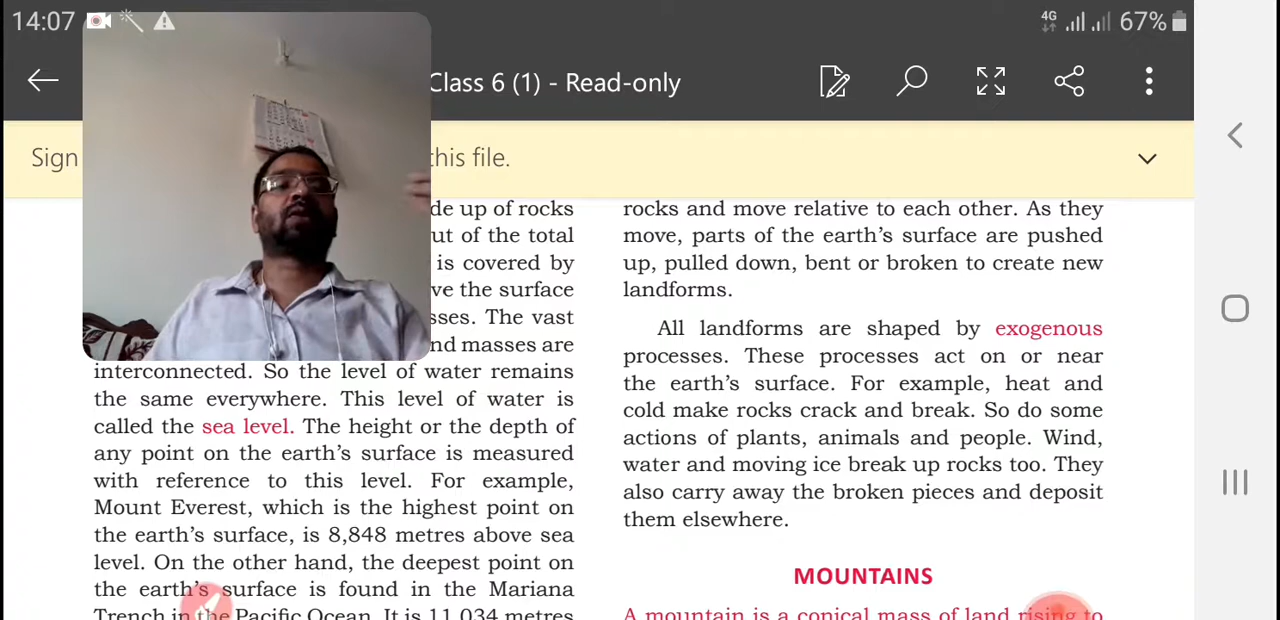 14:07
4G
67%
Class 6 (1) - Read-only
Sign
this file.
de up of rocks
ut of the total
is covered by
ve the surface
sses. The vast
nd masses are
interconnected. So the level of water remains
the same everywhere. This level of water is
called the sea level. The height or the depth of
any point on the earth's surface is measured
with reference to this level. For example,
Mount Everest, which is the highest point on
the earth's surface, is 8,848 metres above sea
level. On the other hand, the deepest point on
the earth's surface is found in the Mariana
Trench in the Pacific Ocean. It is 11,034 metres
rocks and move relative to each other. As they
move, parts of the earth's surface are pushed
up, pulled down, bent or broken to create new
landforms.
All landforms are shaped by exogenous
processes. These processes act on or near
the earth's surface. For example, heat and
cold make rocks crack and break. So do some
actions of plants, animals and people. Wind,
water and moving ice break up rocks too. They
also carry away the broken pieces and deposit
them elsewhere.
MOUNTAINS
A mountain is a conical mass of land rising to